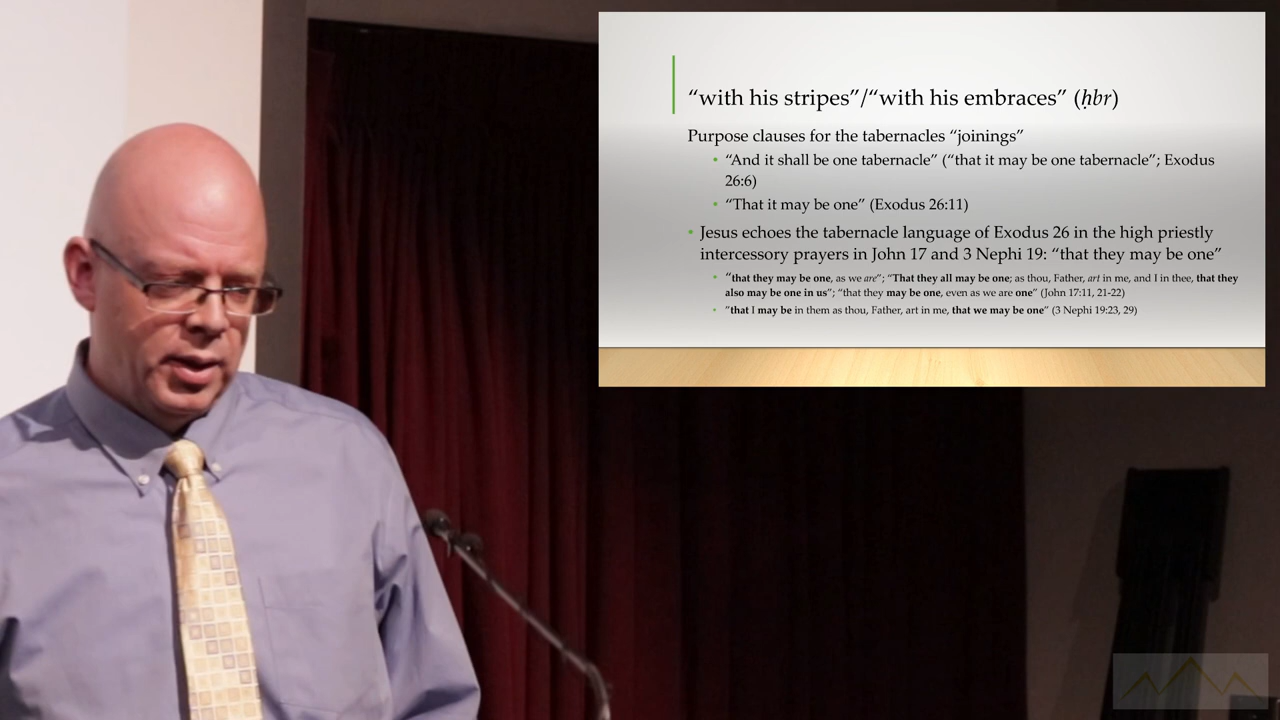 “with his stripes”/“with his embraces” (ḥbr)
Purpose clauses for the tabernacles “joinings”
• “And it shall be one tabernacle” (“that it may be one tabernacle”; Exodus
26:6)
• “That it may be one” (Exodus 26:11)
• Jesus echoes the tabernacle language of Exodus 26 in the high priestly
intercessory prayers in John 17 and 3 Nephi 19: “that they may be one”
• “that they may be one, as we are”; “That they all may be one; as thou, Father, art in me, and I in thee, that they
also may be one in us”; “that they may be one, even as we are one” (John 17:11, 21-22)
• “that I may be in them as thou, Father, art in me, that we may be one” (3 Nephi 19:23, 29)